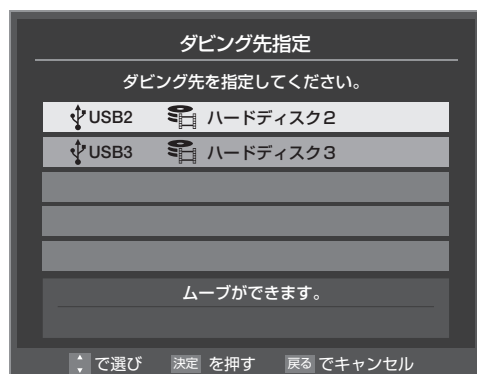 ダビング先指定
ダビング先を指定してください。
USB2 ハードディスク2
USB3 ハードディスク3
ムーブができます。
で選び 決定 を押す 戻る でキャンセル